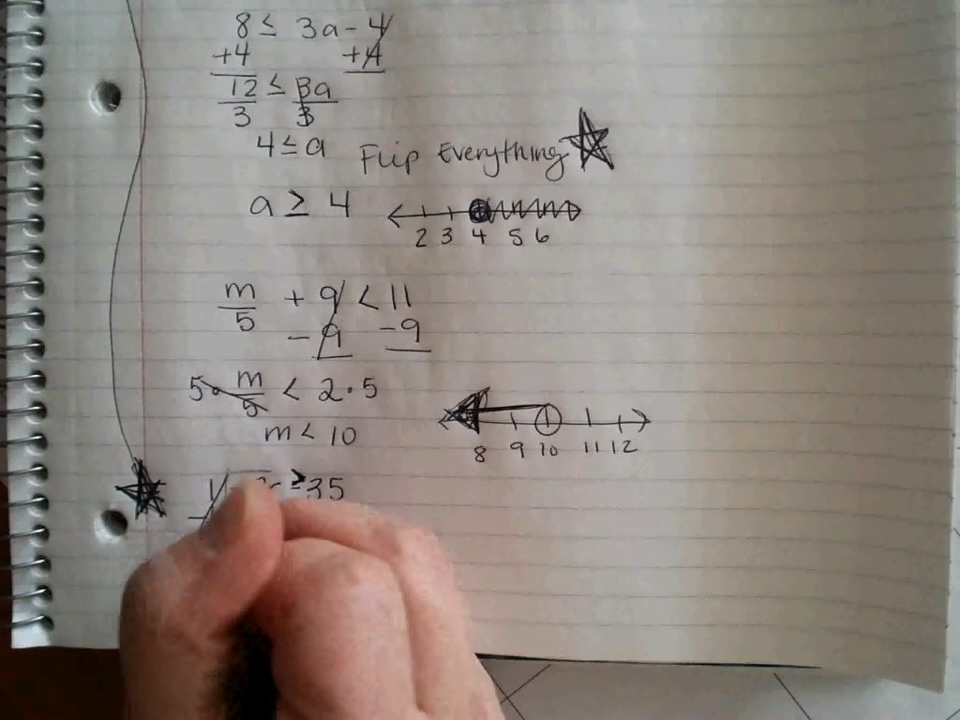 8 ≤ 3a - 4
+4 +4
12 ≤ 3a
3 3
4 ≤ a Flip Everything
a ≥ 4
2 3 4 5 6
m/5 + 9 < 11
- 9 -9
5 · m/5 < 2 · 5
m < 10
8 9 10 11 12
≥ 35